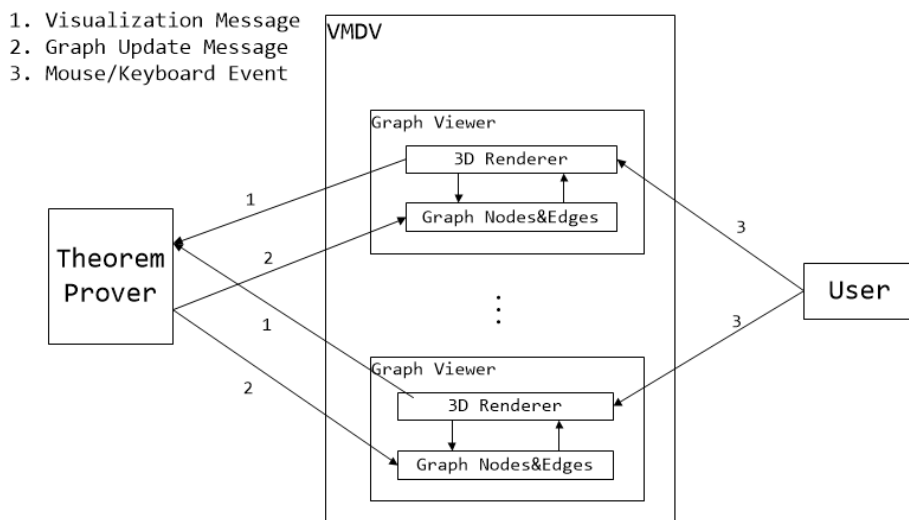 1. Visualization Message
2. Graph Update Message
3. Mouse/Keyboard Event
VMDV
Graph Viewer
3D Renderer
Graph Nodes&Edges
1
2
3
Theorem
Prover
User
1
3
2
Graph Viewer
3D Renderer
Graph Nodes&Edges